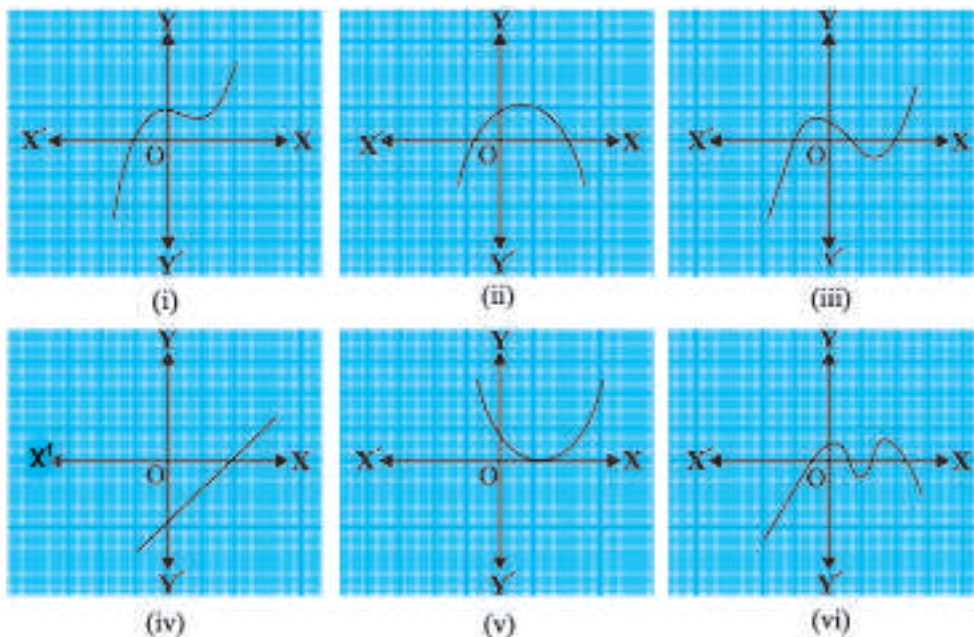 Y Y Y
X′ O X X′ O X X′ O X
Y′ Y′ Y′
(i) (ii) (iii)
Y Y Y
X′ O X X′ O X X′ O X
Y′ Y′ Y′
(iv) (v) (vi)